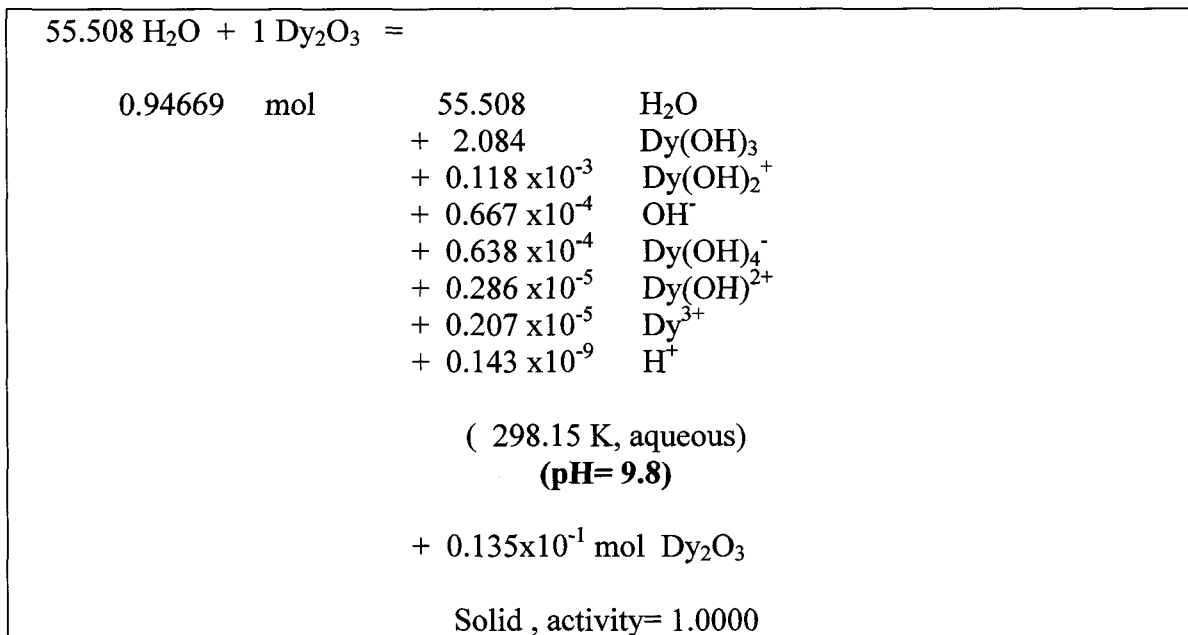 55.508 H₂O + 1 Dy₂O₃ =
0.94669 mol 55.508 H₂O
+ 2.084 Dy(OH)₃
+ 0.118 x10⁻³ Dy(OH)₂⁺
+ 0.667 x10⁻⁴ OH⁻
+ 0.638 x10⁻⁴ Dy(OH)₄⁻
+ 0.286 x10⁻⁵ Dy(OH)²⁺
+ 0.207 x10⁻⁵ Dy³⁺
+ 0.143 x10⁻⁹ H⁺
( 298.15 K, aqueous)
(pH= 9.8)
+ 0.135x10⁻¹ mol Dy₂O₃
Solid , activity= 1.0000